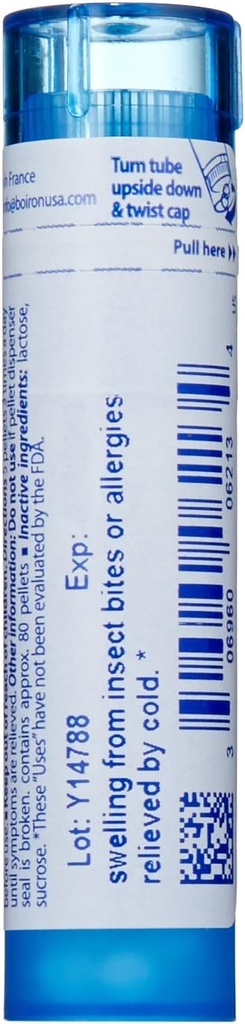 n France
nfo@boironusa.com
Turn tube
upside down
& twist cap
Pull here
until symptoms are relieved. Other information: Do not use if pellet dispenser
seal is broken. contains approx. 80 pellets ■ Inactive ingredients: lactose,
sucrose. *These "Uses" have not been evaluated by the FDA.
Lot: Y14788 Exp:
swelling from insect bites or allergies
relieved by cold.*
3 06960 06213 4
US